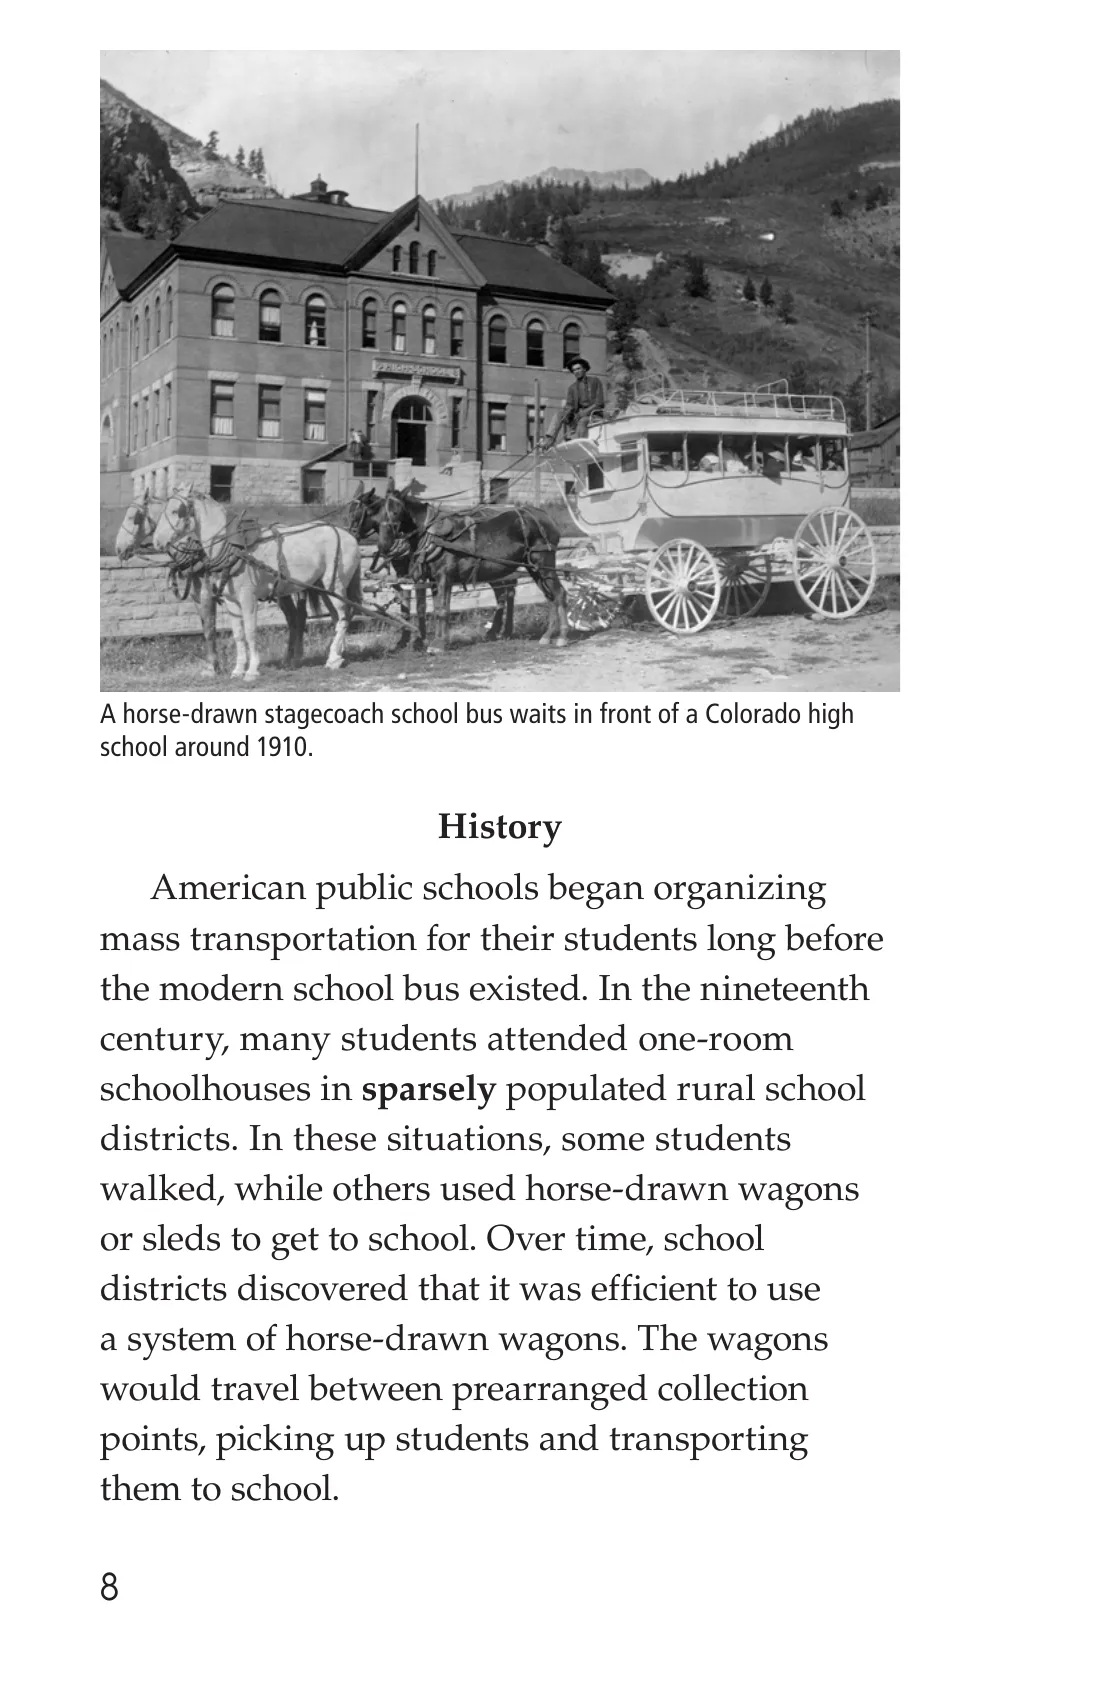 HIGH SCHOOL
A horse-drawn stagecoach school bus waits in front of a Colorado high
school around 1910.
History
American public schools began organizing
mass transportation for their students long before
the modern school bus existed. In the nineteenth
century, many students attended one-room
schoolhouses in sparsely populated rural school
districts. In these situations, some students
walked, while others used horse-drawn wagons
or sleds to get to school. Over time, school
districts discovered that it was efficient to use
a system of horse-drawn wagons. The wagons
would travel between prearranged collection
points, picking up students and transporting
them to school.
8